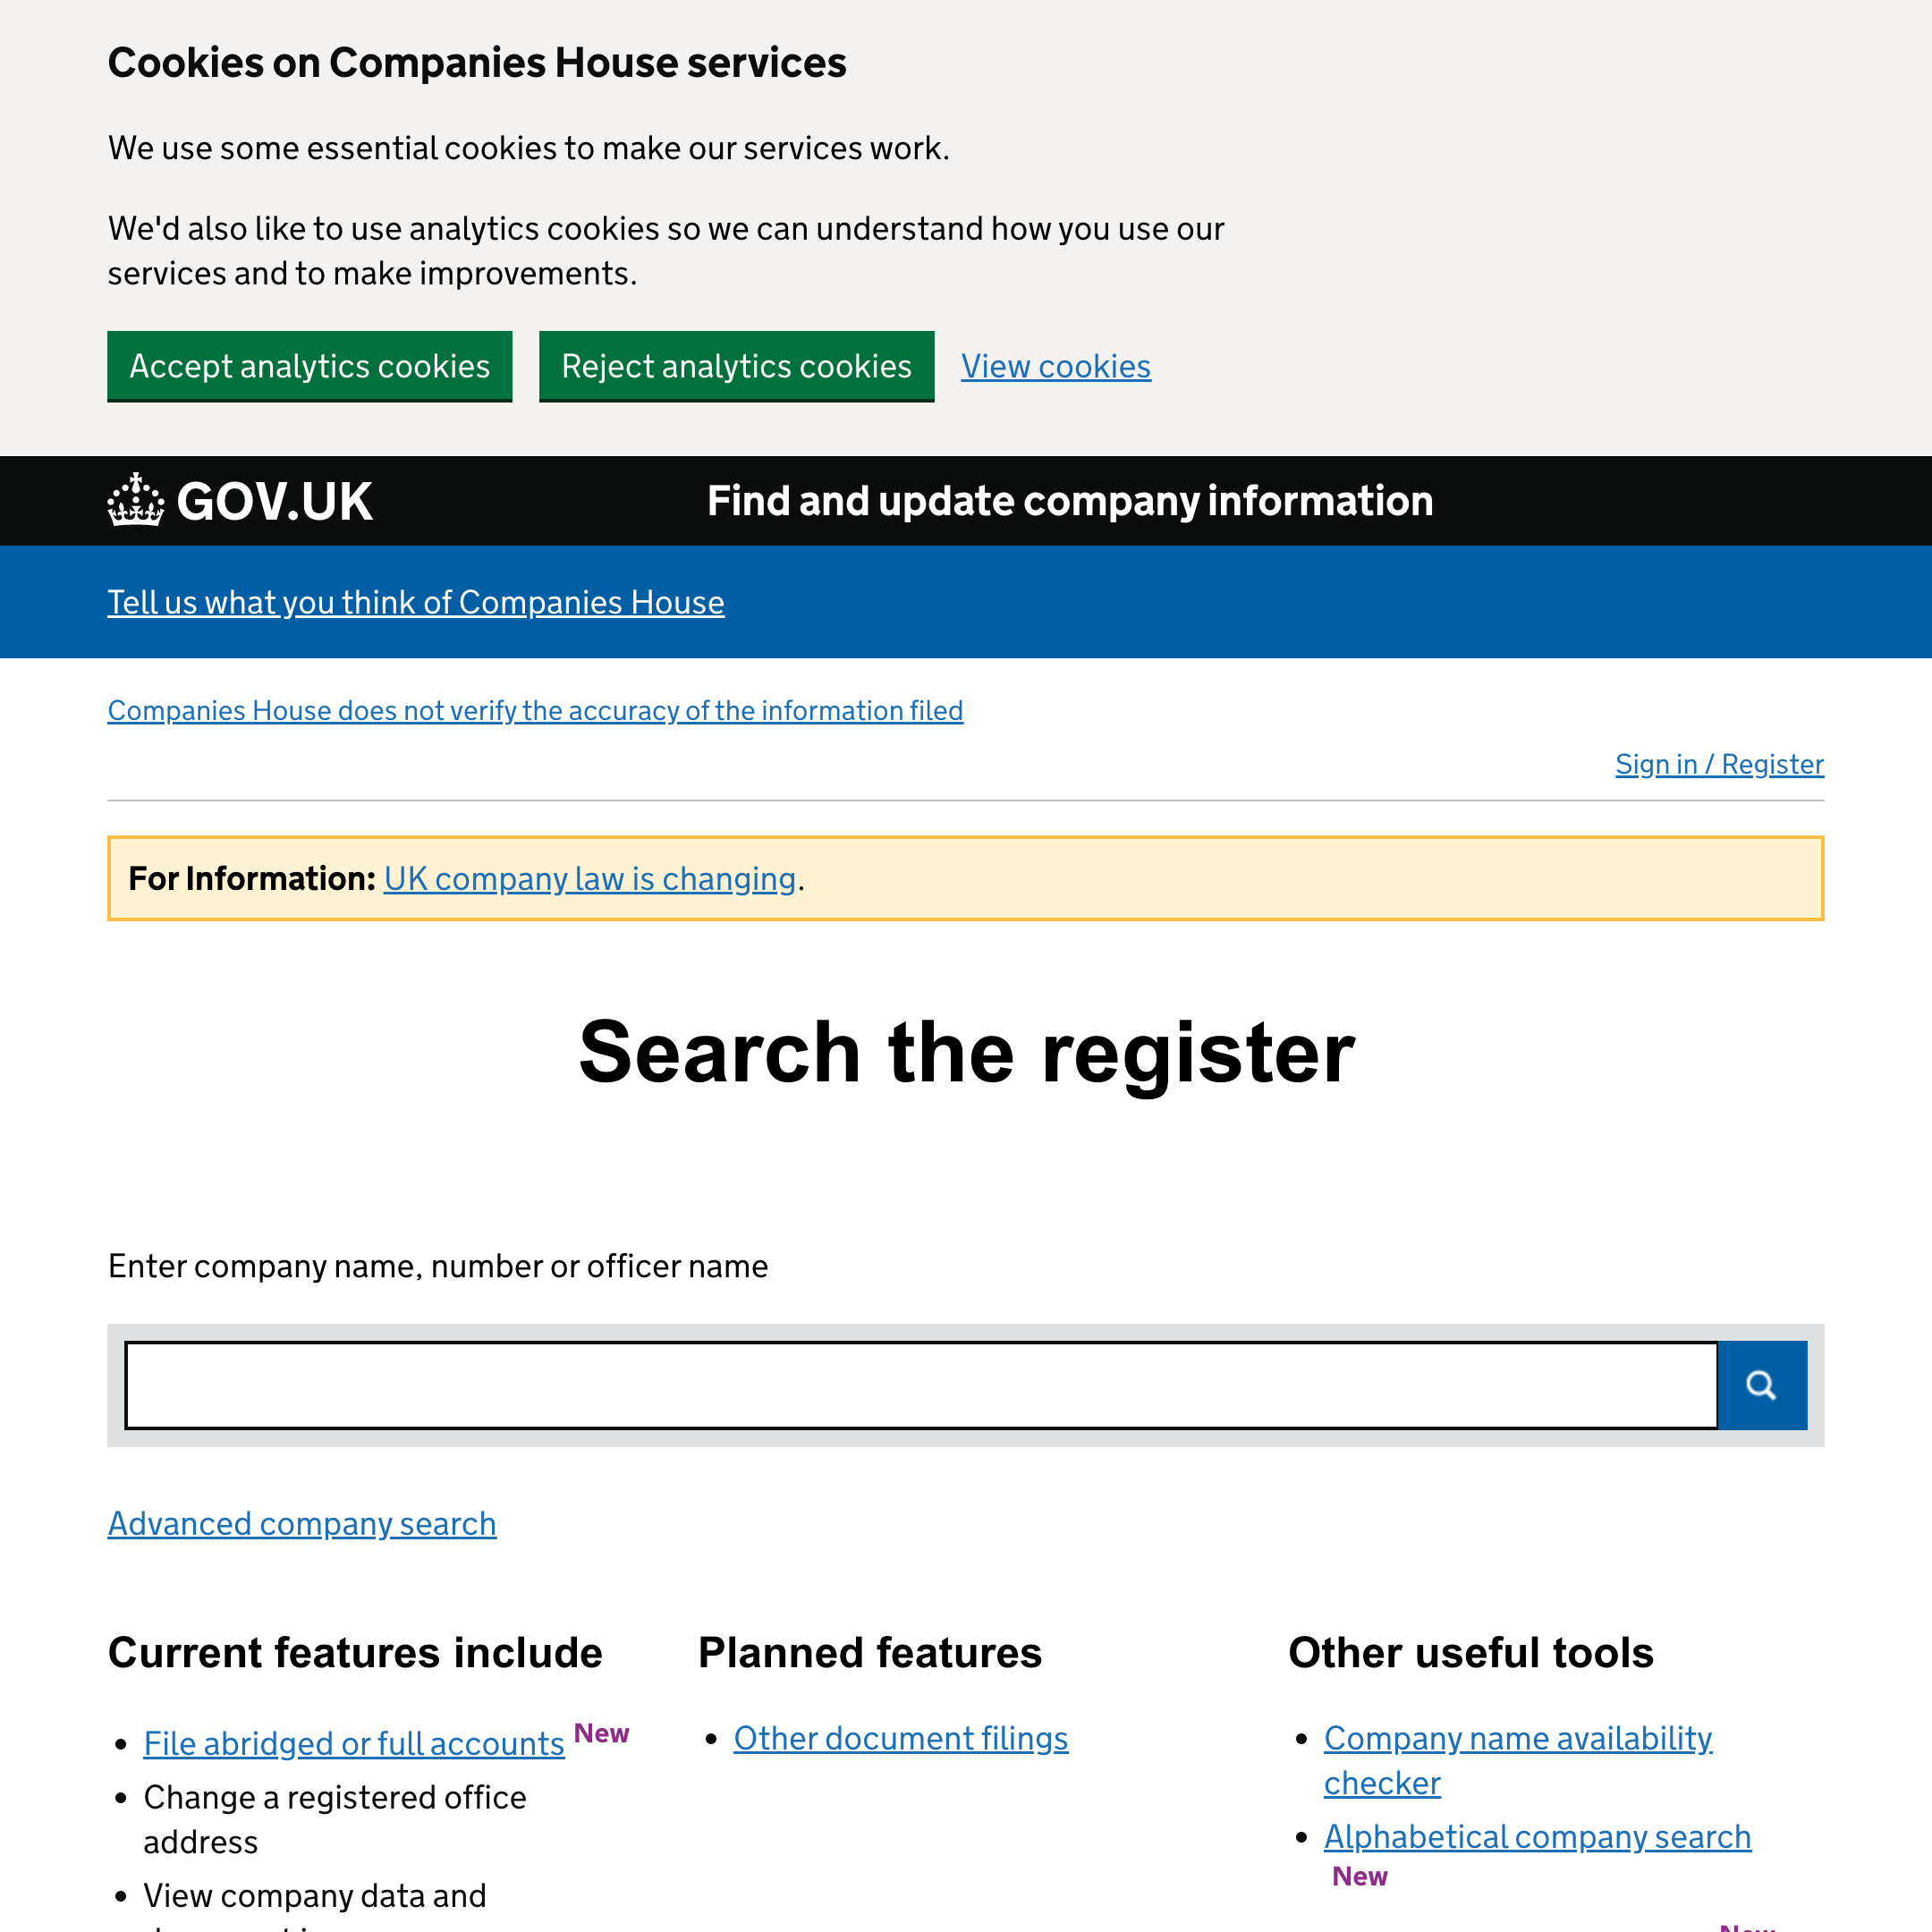 Cookies on Companies House services
We use some essential cookies to make our services work.
We'd also like to use analytics cookies so we can understand how you use our
services and to make improvements.
Accept analytics cookies Reject analytics cookies View cookies
GOV.UK Find and update company information
Tell us what you think of Companies House
Companies House does not verify the accuracy of the information filed
Sign in / Register
For Information: UK company law is changing.
Search the register
Enter company name, number or officer name
Advanced company search
Current features include
File abridged or full accounts New
Change a registered office
address
View company data and
Planned features
Other document filings
Other useful tools
Company name availability
checker
Alphabetical company search
New